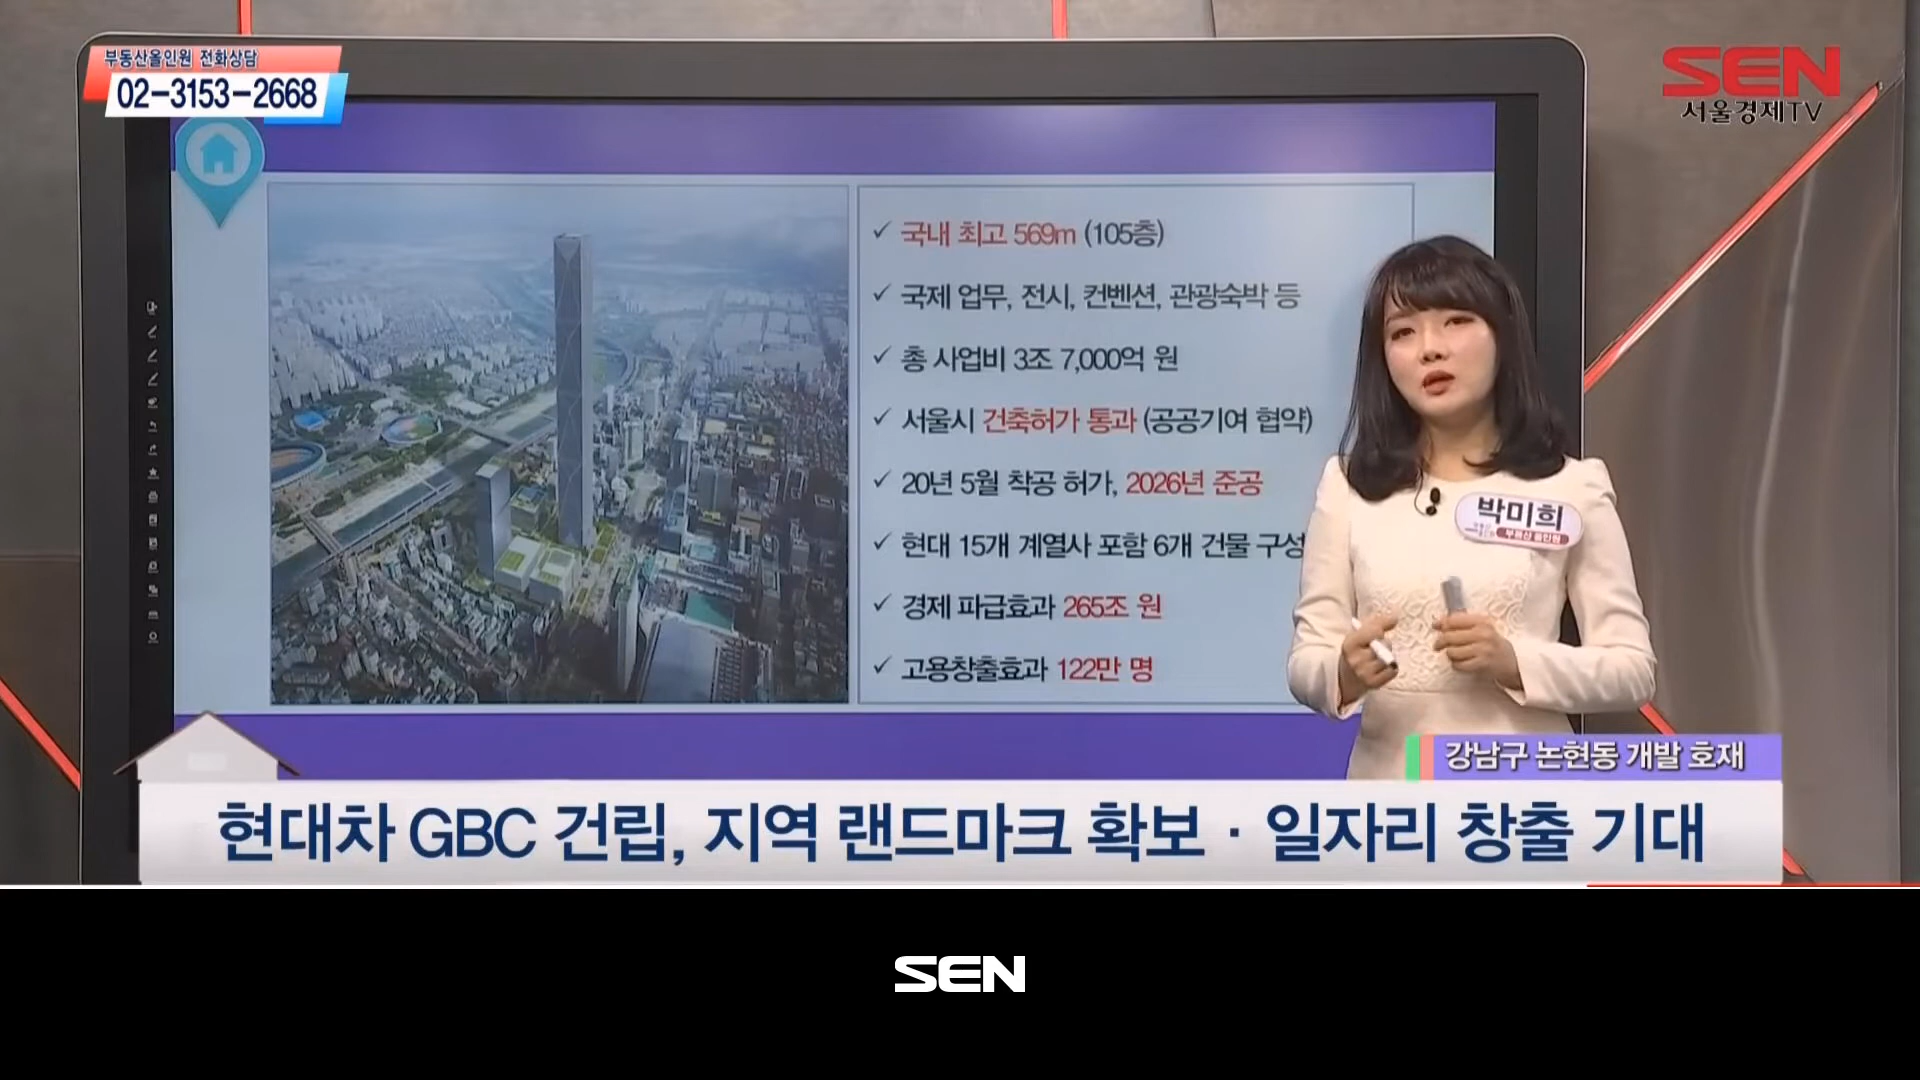 부동산올인원 전화상담
02-3153-2668
SEN
서울경제TV
국내 최고 569m (105층)
국제 업무, 전시, 컨벤션, 관광숙박 등
총 사업비 3조 7,000억 원
서울시 건축허가 통과 (공공기여 협약)
20년 5월 착공 허가, 2026년 준공
현대 15개 계열사 포함 6개 건물 구성
경제 파급효과 265조 원
고용창출효과 122만 명
박미희
부동산 올인원
강남구 논현동 개발 호재
현대차 GBC 건립, 지역 랜드마크 확보 · 일자리 창출 기대
SEN